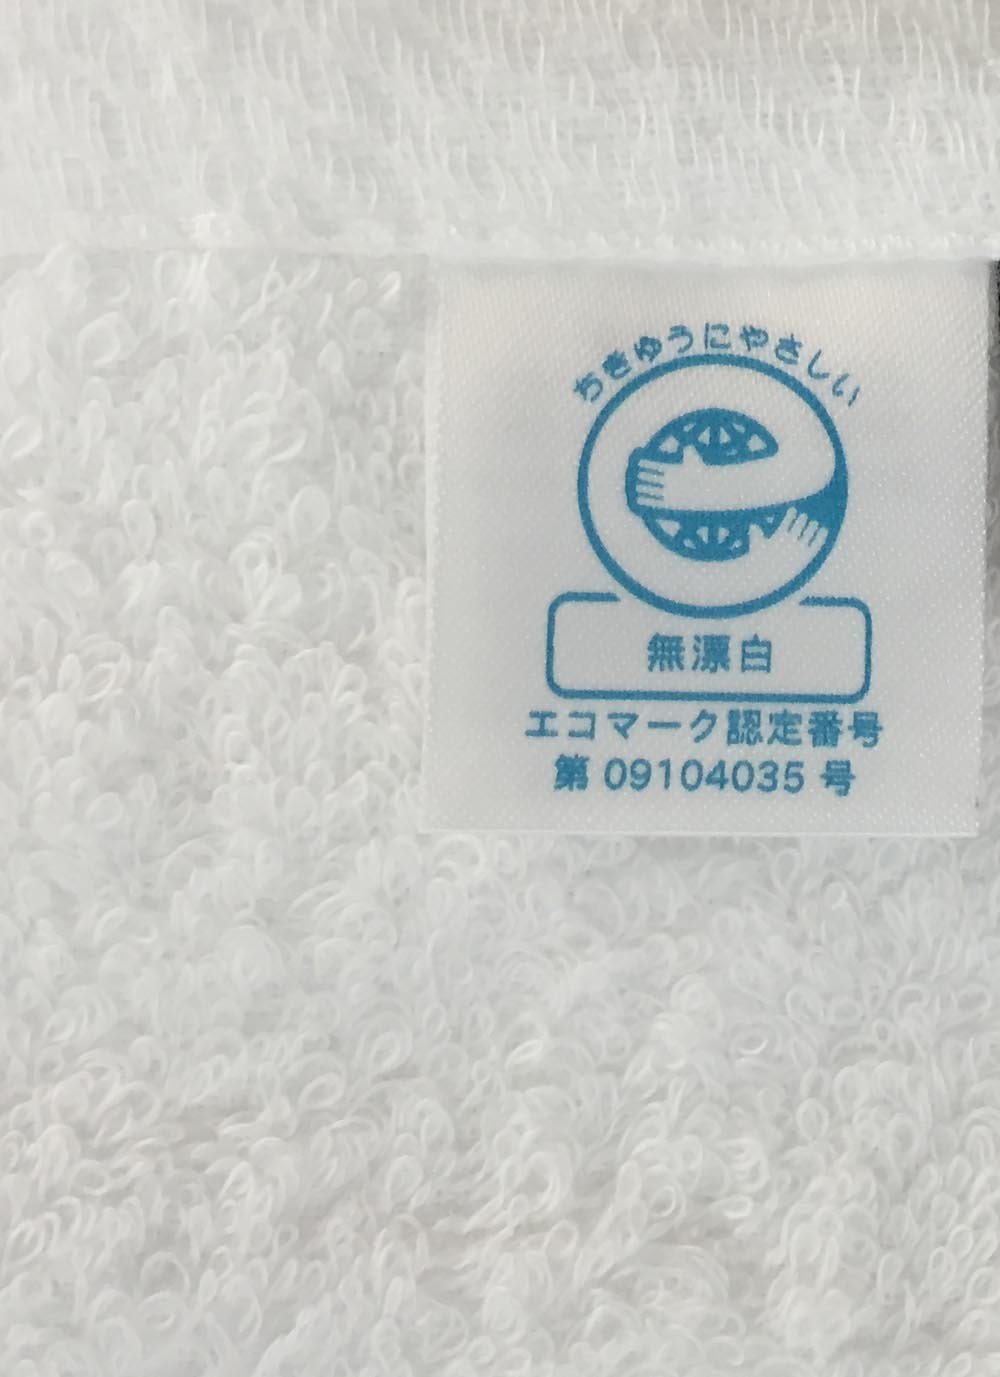 ちきゅうにやさしい
無漂白
エコマーク認定番号
第 09104035 号